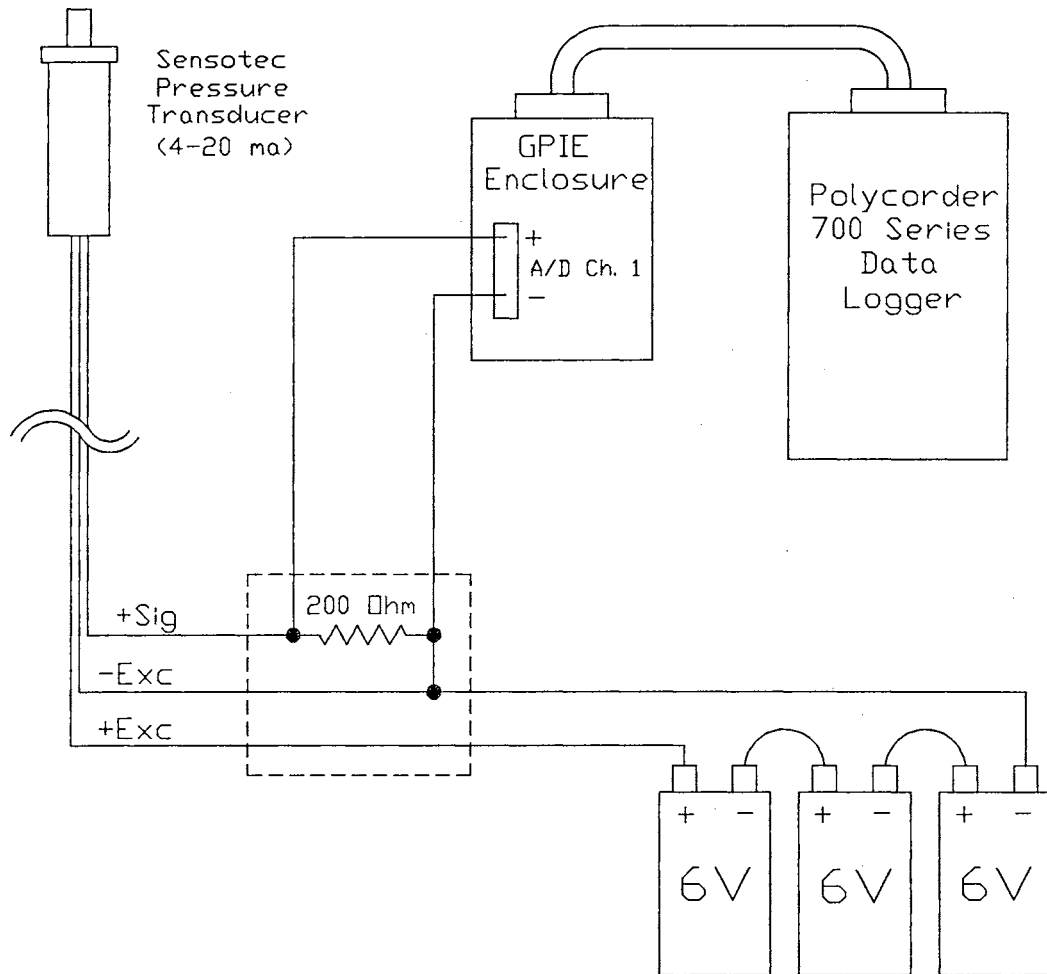 Sensotec
Pressure
Transducer
(4-20 ma)
GPIE
Enclosure
+
A/D Ch. 1
-
Polycorder
700 Series
Data
Logger
200 Ohm
+Sig
-Exc
+Exc
+ -
6V
+ -
6V
+ -
6V